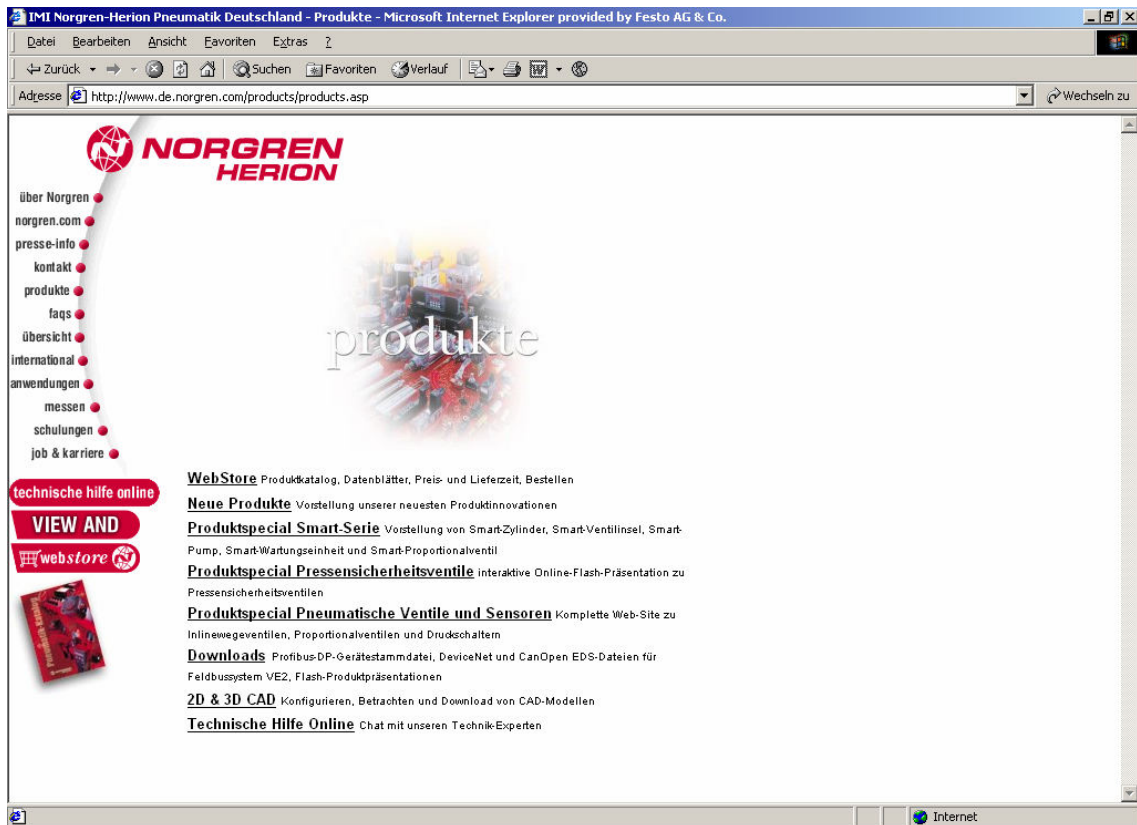 IMI Norgren-Herion Pneumatik Deutschland - Produkte - Microsoft Internet Explorer provided by Festo AG & Co.
Datei Bearbeiten Ansicht Favoriten Extras ?
Zurück Suchen Favoriten Verlauf
Adresse http://www.de.norgren.com/products/products.asp Wechseln zu
NORGREN
HERION
über Norgren
norgren.com
presse-info
kontakt
produkte
faqs
übersicht
international
anwendungen
messen
schulungen
job & karriere
technische hilfe online
VIEW AND
webstore
Pneumatik-Katalog
produkte
WebStore Produktkatalog, Datenblätter, Preis- und Lieferzeit, Bestellen
Neue Produkte Vorstellung unserer neuesten Produktinnovationen
Produktspecial Smart-Serie Vorstellung von Smart-Zylinder, Smart-Ventilinsel, Smart-
Pump, Smart-Wartungseinheit und Smart-Proportionalventil
Produktspecial Pressensicherheitsventile interaktive Online-Flash-Präsentation zu
Pressensicherheitsventilen
Produktspecial Pneumatische Ventile und Sensoren Komplette Web-Site zu
Inlinewegeventilen, Proportionalventilen und Druckschaltern
Downloads Profibus-DP-Gerätestammdatei, DeviceNet und CanOpen EDS-Dateien für
Feldbussystem VE2, Flash-Produktpräsentationen
2D & 3D CAD Konfigurieren, Betrachten und Download von CAD-Modellen
Technische Hilfe Online Chat mit unseren Technik-Experten
Internet